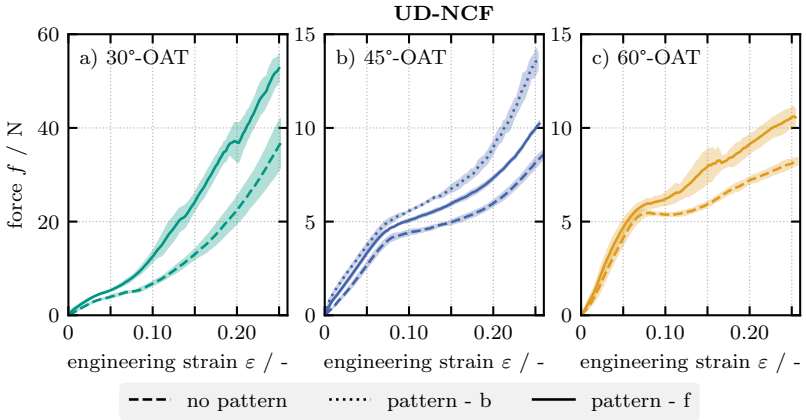 UD-NCF
a) 30°-OAT
b) 45°-OAT
c) 60°-OAT
force f / N
60
40
20
0
15
10
5
0
15
10
5
0
0 0.10 0.20
0 0.10 0.20
0 0.10 0.20
engineering strain ε / -
engineering strain ε / -
engineering strain ε / -
no pattern
pattern - b
pattern - f